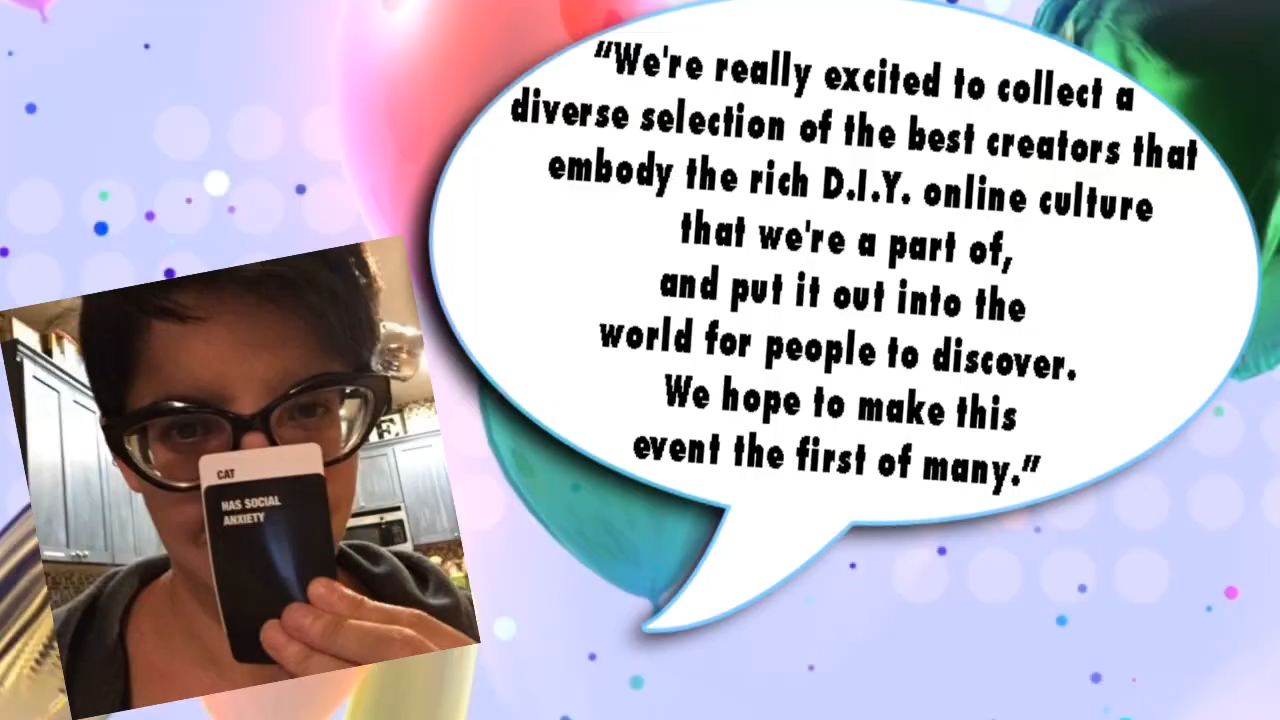 “We're really excited to collect a
diverse selection of the best creators that
embody the rich D.I.Y. online culture
that we're a part of,
and put it out into the
world for people to discover.
We hope to make this
event the first of many.”
CAT
HAS SOCIAL
ANXIETY